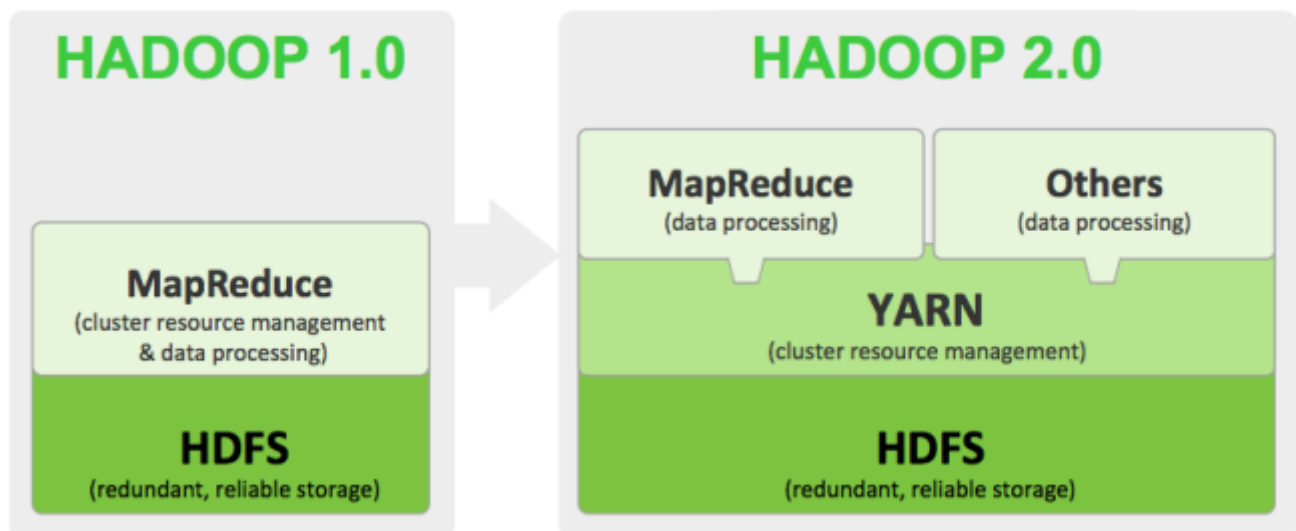 HADOOP 1.0
MapReduce
(cluster resource management
& data processing)
HDFS
(redundant, reliable storage)
HADOOP 2.0
MapReduce
(data processing)
Others
(data processing)
YARN
(cluster resource management)
HDFS
(redundant, reliable storage)